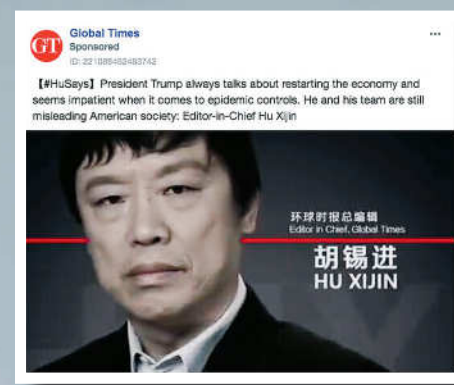 GT
Global Times
Sponsored
【#HuSays】President Trump always talks about restarting the economy and
seems impatient when it comes to epidemic controls. He and his team are still
misleading American society: Editor-in-Chief Hu Xijin
环球时报总编辑
Editor in Chief, Global Times
胡锡进
HU XIJIN